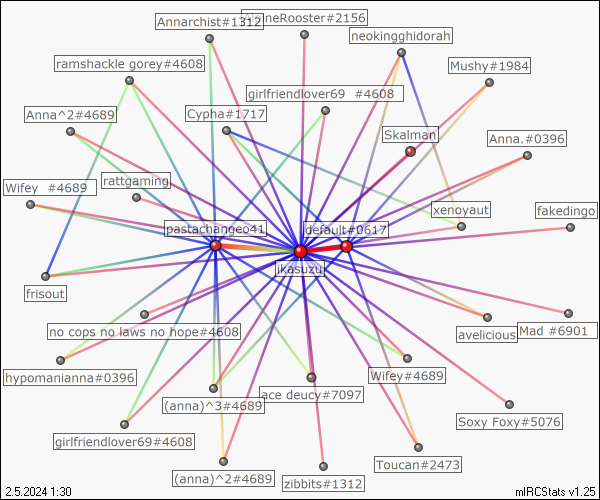 Annarchist#1312
neRooster#2156
neokingghidorah
ramshackle gorey#4608
Mushy#1984
girlfriendlover69 #4608
Anna^2#4689
Cypha#1717
Skalman
Anna.#0396
Wifey #4689
rattgaming
xenoyaut
fakedingo
pastachangeo41
default#0617
jkasuzu
frisout
no cops no laws no hope#4608
avelicious
Mad #6901
hypomanianna#0396
Wifey#4689
ace deucy#7097
(anna)^3#4689
Soxy Foxy#5076
girlfriendlover69#4608
Toucan#2473
(anna)^2#4689
zibbits#1312
2.5.2024 1:30
mIRCStats v1.25